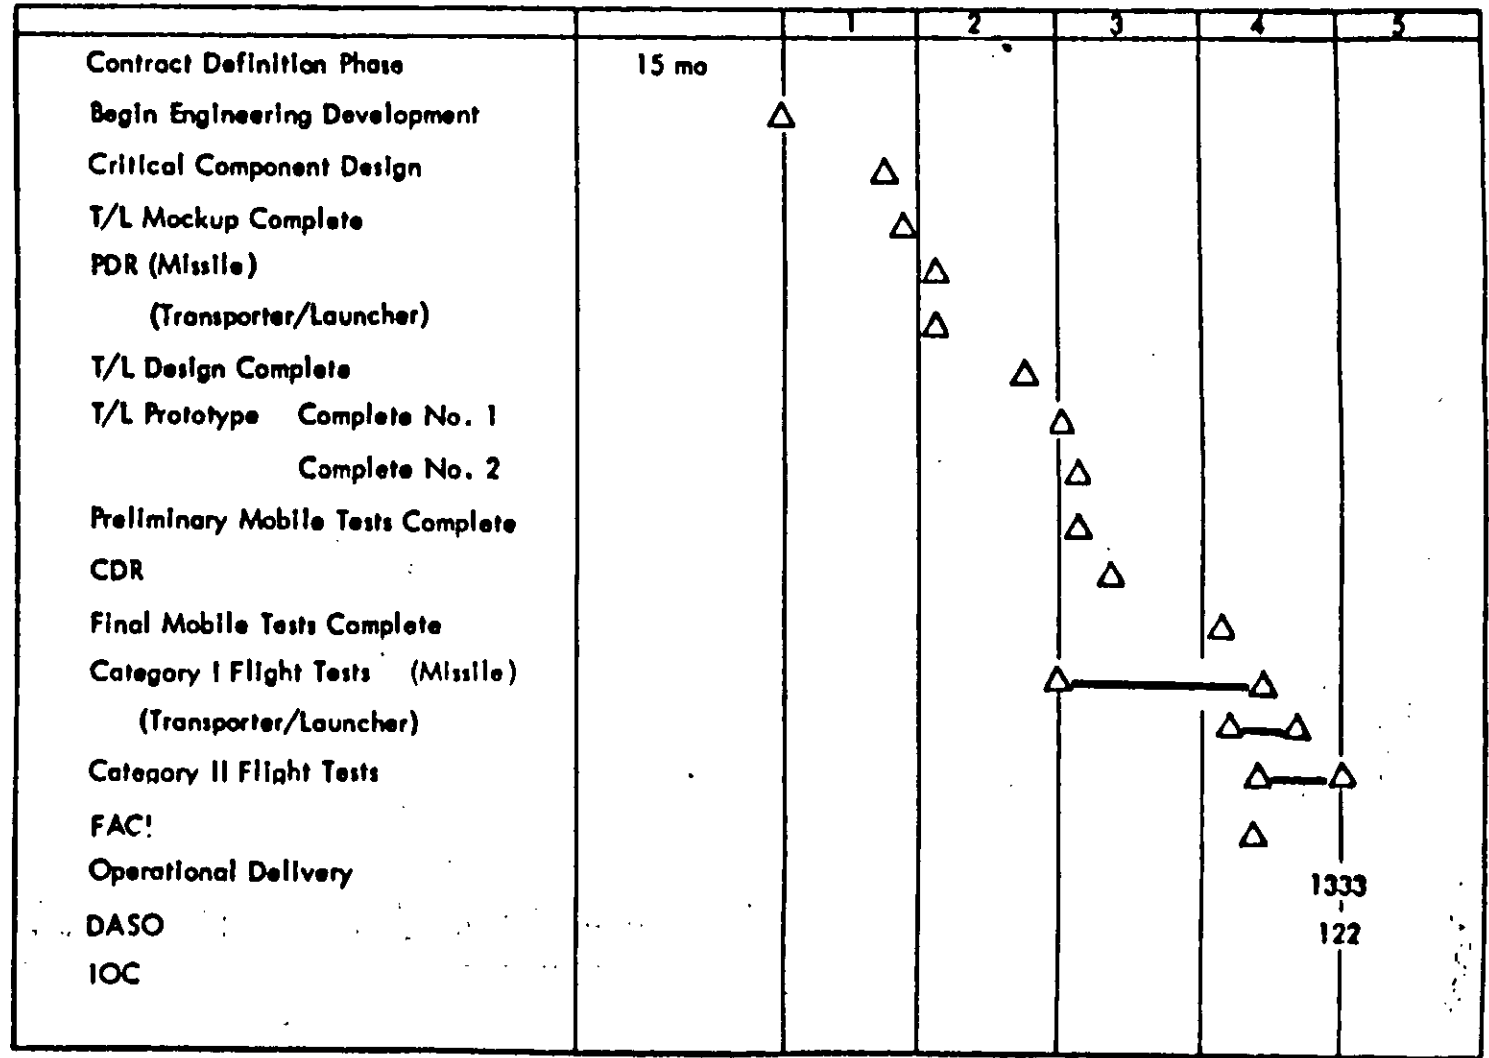 1 2 3 4 5
Contract Definition Phase 15 mo
Begin Engineering Development
Critical Component Design
T/L Mockup Complete
PDR (Missile)
(Transporter/Launcher)
T/L Design Complete
T/L Prototype Complete No. 1
Complete No. 2
Preliminary Mobile Tests Complete
CDR
Final Mobile Tests Complete
Category I Flight Tests (Missile)
(Transporter/Launcher)
Category II Flight Tests
FAC!
Operational Delivery
1333
DASO
122
IOC